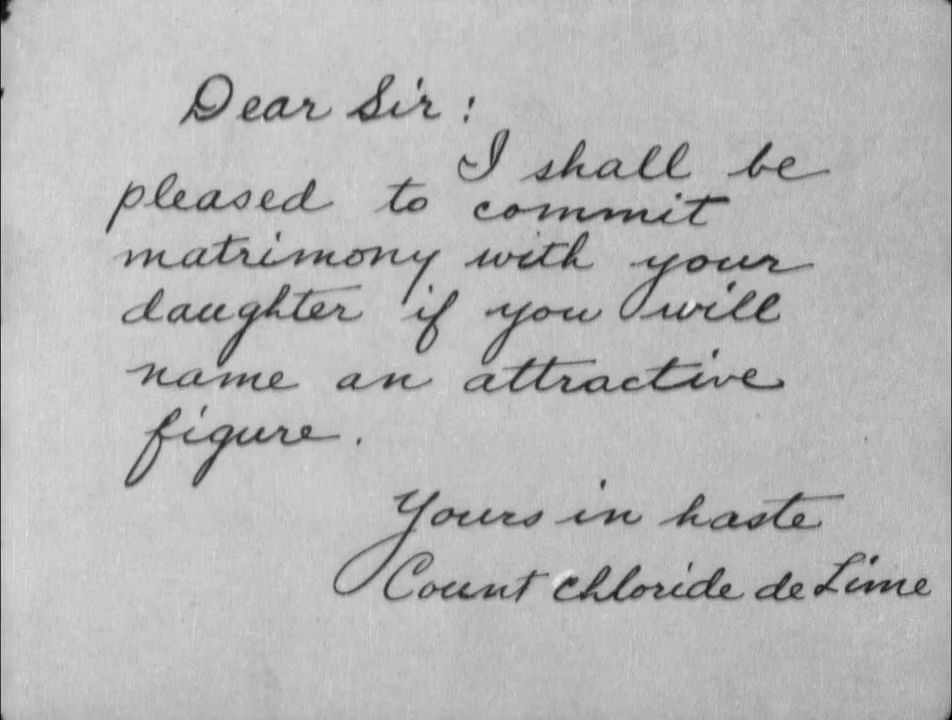 Dear Sir:
I shall be
pleased to commit
matrimony with your
daughter if you will
name an attractive
figure.
Yours in haste
Count chloride de Lime